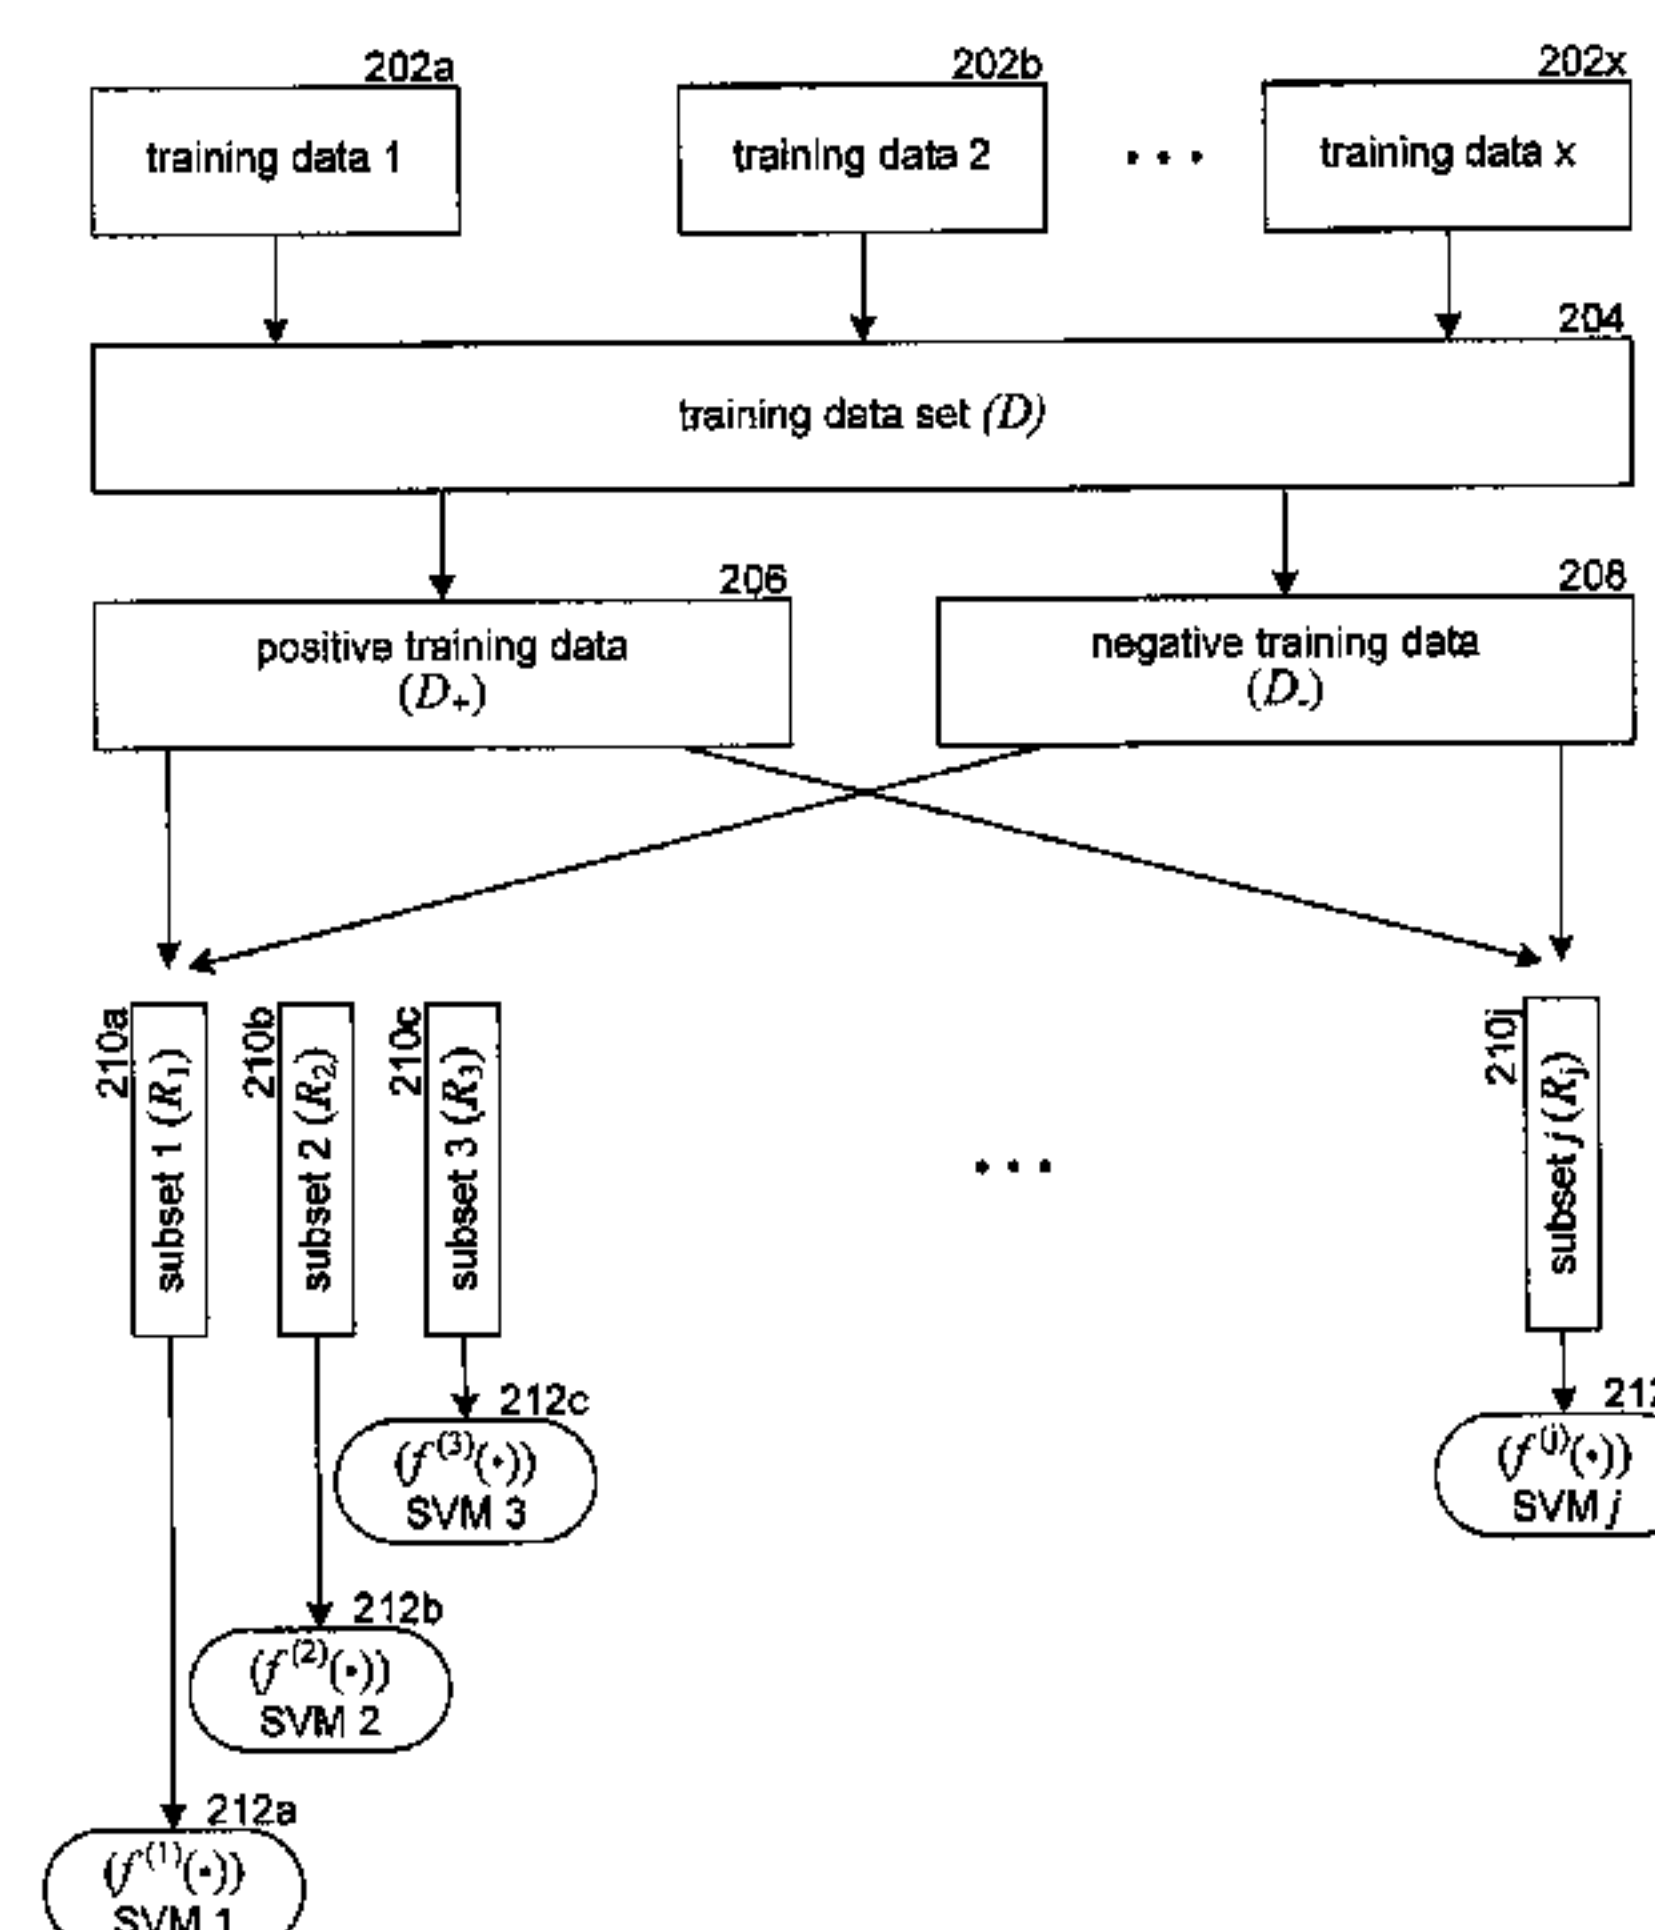 202a
202b
202x
training data 1
training data 2
• • •
training data x
204
training data set (D)
206
208
positive training data
(D₊)
negative training data
(D₋)
210a
subset 1 (R₁)
210b
subset 2 (R₂)
210c
subset 3 (R₃)
• • •
210j
subset j (Rⱼ)
212c
(f⁽³⁾(•))
SVM 3
212
(f⁽ʲ⁾(•))
SVM j
212b
(f⁽²⁾(•))
SVM 2
212a
(f⁽¹⁾(•))
SVM 1